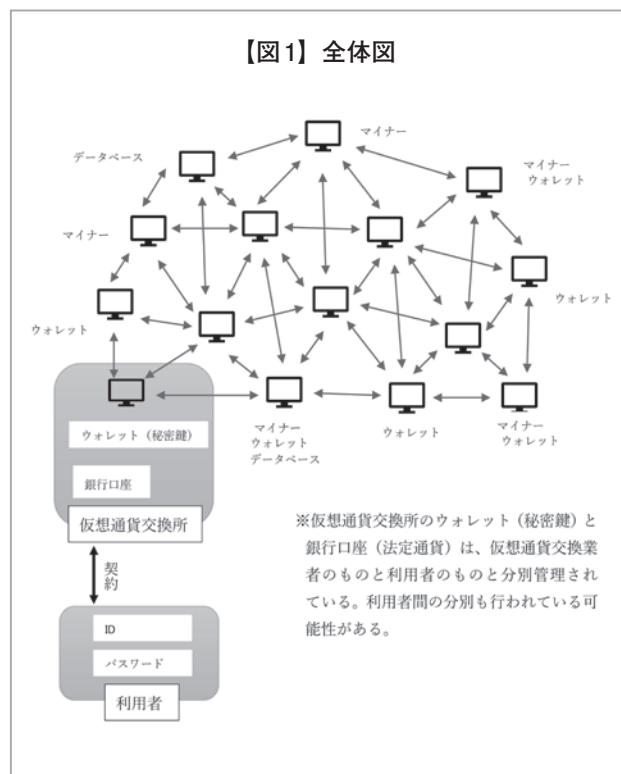 【図1】全体図
マイナー
データベース
マイナー
ウォレット
マイナー
ウォレット
ウォレット
マイナー
ウォレット
データベース
ウォレット
マイナー
ウォレット
ウォレット（秘密鍵）
銀行口座
仮想通貨交換所
契約
ID
パスワード
利用者
※仮想通貨交換所のウォレット（秘密鍵）と
銀行口座（法定通貨）は、仮想通貨交換業
者のものと利用者のものと分別管理され
ている。利用者間の分別も行われている可
能性がある。